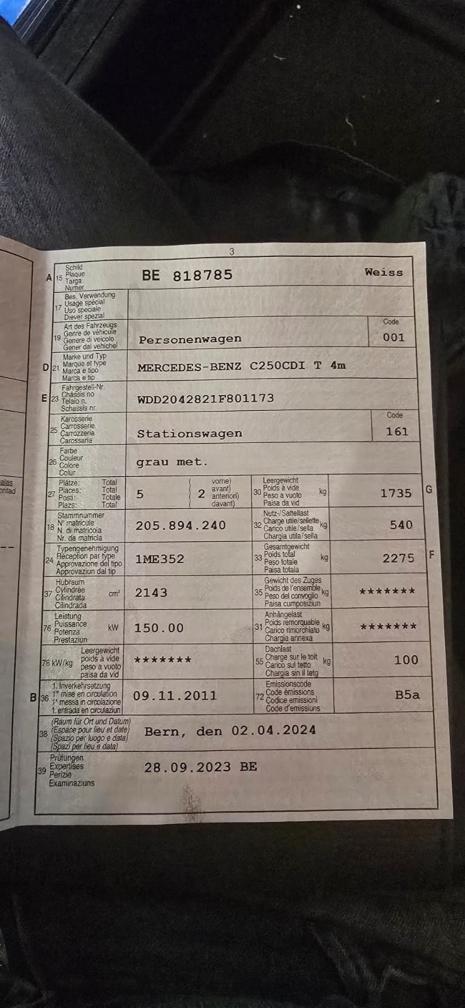 3
A 15 Schild
Plaque
Targa
Numer
BE 818785 Weiss
17 Bes. Verwendung
Usage spécial
Uso speciale
Diever spezial
19 Art des Fahrzeugs
Genre de véhicule
Genere di veicolo
Gener dal vehichel
Personenwagen
Code
001
D 21 Marke und Typ
Marque et type
Marca e tipo
Marca e tip
MERCEDES-BENZ C250CDI T 4m
E 23 Fahrgestell-Nr.
Châssis no
Telaio n.
Schassis nr.
WDD2042821F801173
25 Karosserie
Carrosserie
Carrozzeria
Carossaria
Stationswagen
Code
161
26 Farbe
Couleur
Colore
Colur
grau met.
27 Plätze: Total
Places: Total
Posti: Totale
Plazs: Total
5
vorne)
avant)
anteriori)
davant)
2
30 Leergewicht
Poids à vide
Peso a vuoto
Paisa da vid
kg
1735 G
18 Stammnummer
N° matricule
N. di matricola
Nr. da matricla
205.894.240
32 Nutz-/Sattellast
Charge utile/sellette
Carico utile/sella
Chargia utila/sella
kg
540
24 Typengenehmigung
Réception par type
Approvazione del tipo
Approvaziun dal tip
1ME352
33 Gesamtgewicht
Poids total
Peso totale
Paisa totala
kg
2275 F
37 Hubraum
Cylindrée
Cilindrata
Cilindrada
cm³
2143
35 Gewicht des Zuges
Poids de l'ensemble
Peso del convoglio
Paisa cumposiziun
kg
*******
76 Leistung
Puissance
Potenza
Prestaziun
kW
150.00
31 Anhängelast
Poids remorquable
Carico rimorchiato
Chargia annexa
kg
*******
78 kW/kg Leergewicht
poids à vide
peso a vuoto
paisa da vid
*******
55 Dachlast
Charge sur le toit
Carico sul tetto
Chargia sin il tetg
kg
100
B 36 1. Inverkehrsetzung
1re mise en circulation
1a messa in circolazione
1. entrada en circulaziun
09.11.2011
72 Emissionscode
Code émissions
Codice emissioni
Code d'emissiuns
B5a
38 (Raum für Ort und Datum)
(Espace pour lieu et date)
(Spazio per luogo e data)
(Spazi per lieu e data)
Bern, den 02.04.2024
39 Prüfungen
Expertises
Perizie
Examinaziuns
28.09.2023 BE